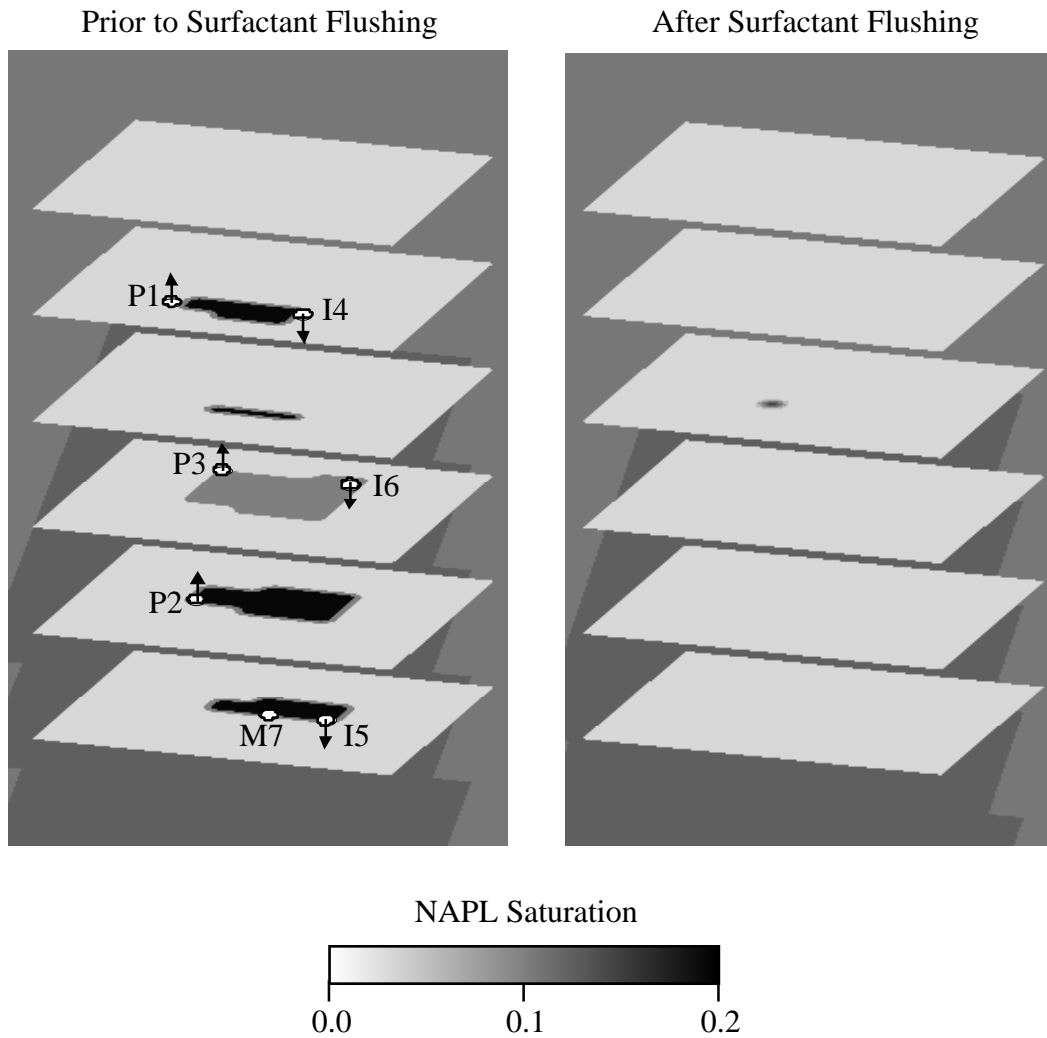 Prior to Surfactant Flushing
After Surfactant Flushing
P1
I4
P3
I6
P2
M7
I5
NAPL Saturation
0.0
0.1
0.2